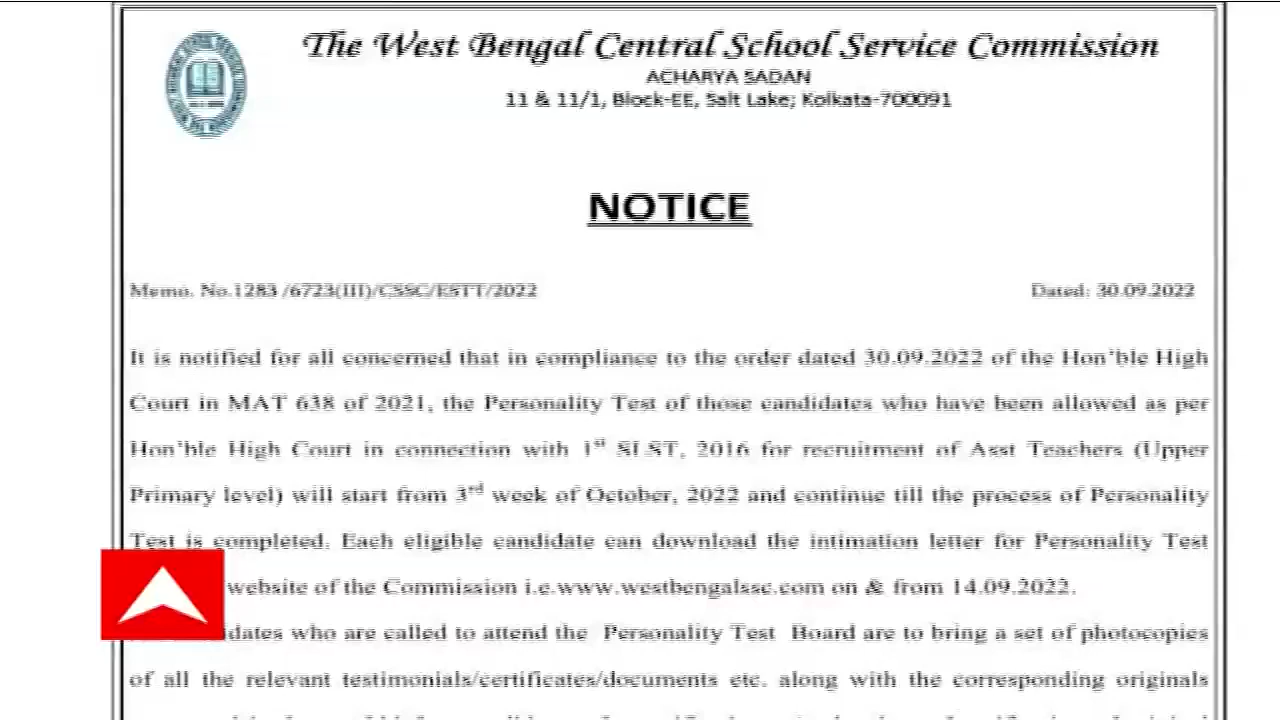 The West Bengal Central School Service Commission
ACHARYA SADAN
11 & 11/1, Block-EE, Salt Lake; Kolkata-700091
NOTICE
Memo. No.1283 /6723(III)/CSSC/ESTT/2022 Dated: 30.09.2022
It is notified for all concerned that in compliance to the order dated 30.09.2022 of the Hon'ble High
Court in MAT 638 of 2021, the Personality Test of those candidates who have been allowed as per
Hon'ble High Court in connection with 1st SLST, 2016 for recruitment of Asst Teachers (Upper
Primary level) will start from 3rd week of October, 2022 and continue till the process of Personality
Test is completed. Each eligible candidate can download the intimation letter for Personality Test
website of the Commission i.e.www.westbengalssc.com on & from 14.09.2022.
who are called to attend the Personality Test Board are to bring a set of photocopies
of all the relevant testimonials/certificates/documents etc. along with the corresponding originals